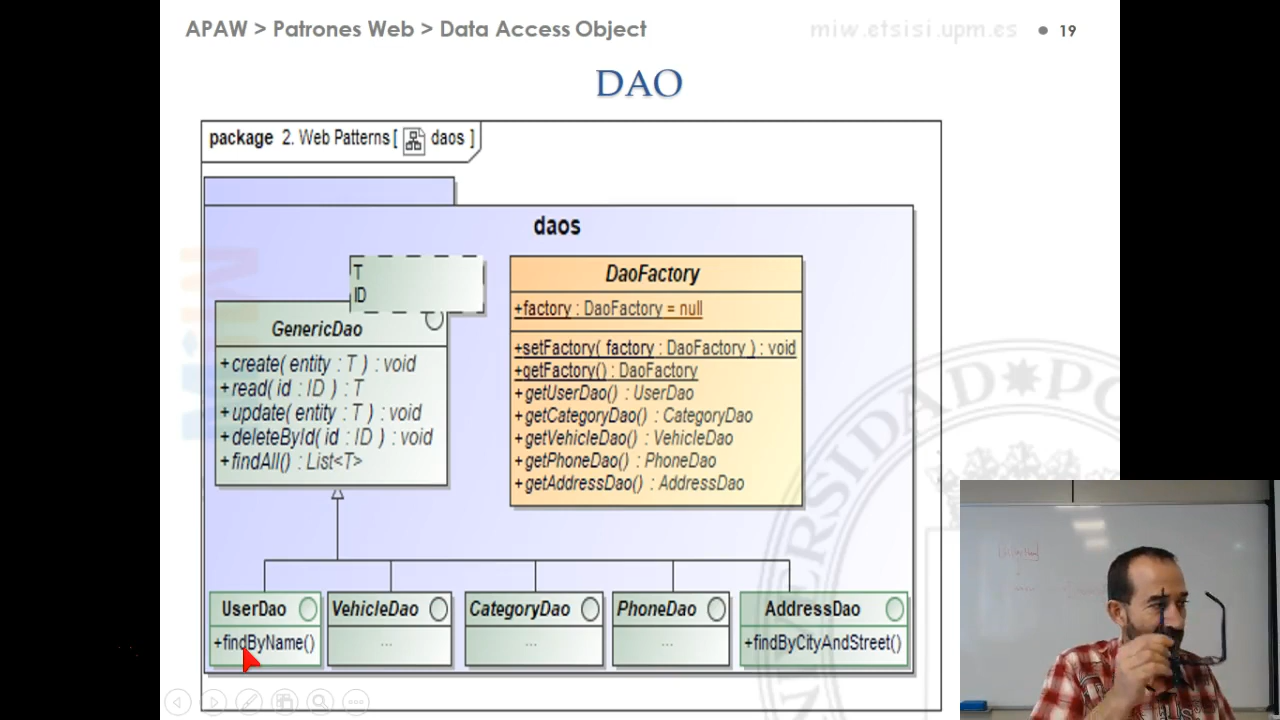 APAW > Patrones Web > Data Access Object
miw.etsisi.upm.es
19
DAO
package 2. Web Patterns [ daos ]
daos
T
ID
GenericDao
+create( entity : T ) : void
+read( id : ID ) : T
+update( entity : T ) : void
+deleteById( id : ID ) : void
+findAll() : List<T>
DaoFactory
+factory : DaoFactory = null
+setFactory( factory : DaoFactory ) : void
+getFactory() : DaoFactory
+getUserDao() : UserDao
+getCategoryDao() : CategoryDao
+getVehicleDao() : VehicleDao
+getPhoneDao() : PhoneDao
+getAddressDao() : AddressDao
UserDao
+findByName()
VehicleDao
...
CategoryDao
...
PhoneDao
...
AddressDao
+findByCityAndStreet()